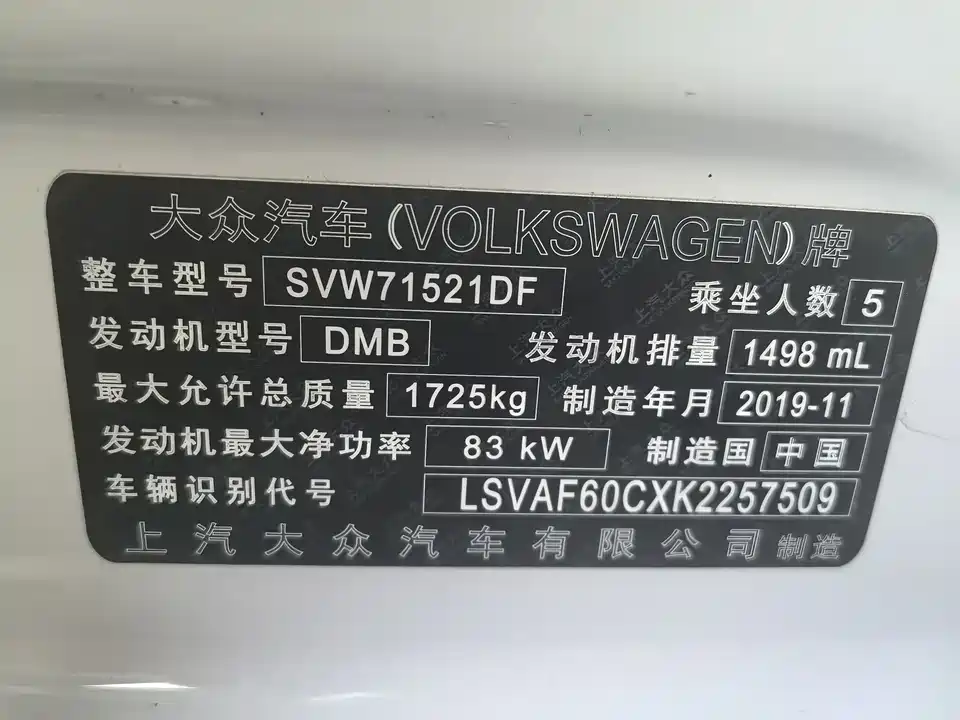 大众汽车(VOLKSWAGEN)牌
整车型号 SVW71521DF 乘坐人数 5
发动机型号 DMB 发动机排量 1498 mL
最大允许总质量 1725kg 制造年月 2019-11
发动机最大净功率 83 kW 制造国 中国
车辆识别代号 LSVAF60CXK2257509
上汽大众汽车有限公司 制造